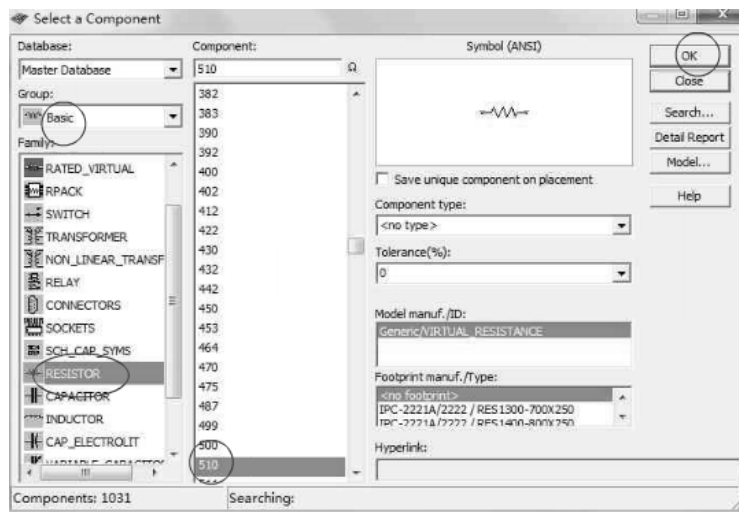 Select a Component
Database:
Master Database
Group:
Basic
Family:
RATED_VIRTUAL
RPACK
SWITCH
TRANSFORMER
NON_LINEAR_TRANSF
RELAY
CONNECTORS
SOCKETS
SCH_CAP_SYMS
RESISTOR
CAPACITOR
INDUCTOR
CAP_ELECTROLIT
Component:
510 Ω
382
383
390
392
400
402
412
422
430
432
442
450
453
464
470
475
487
499
500
510
Symbol (ANSI)
Save unique component on placement
Component type:
<no type>
Tolerance(%):
0
Model manuf./ID:
Generic/VIRTUAL_RESISTANCE
Footprint manuf./Type:
<no footprint>
IPC-2221A/2222 / RES1300-700X250
IPC-2221A/2222 / RES1400-800X250
Hyperlink:
OK
Close
Search...
Detail Report
Model...
Help
Components: 1031
Searching: